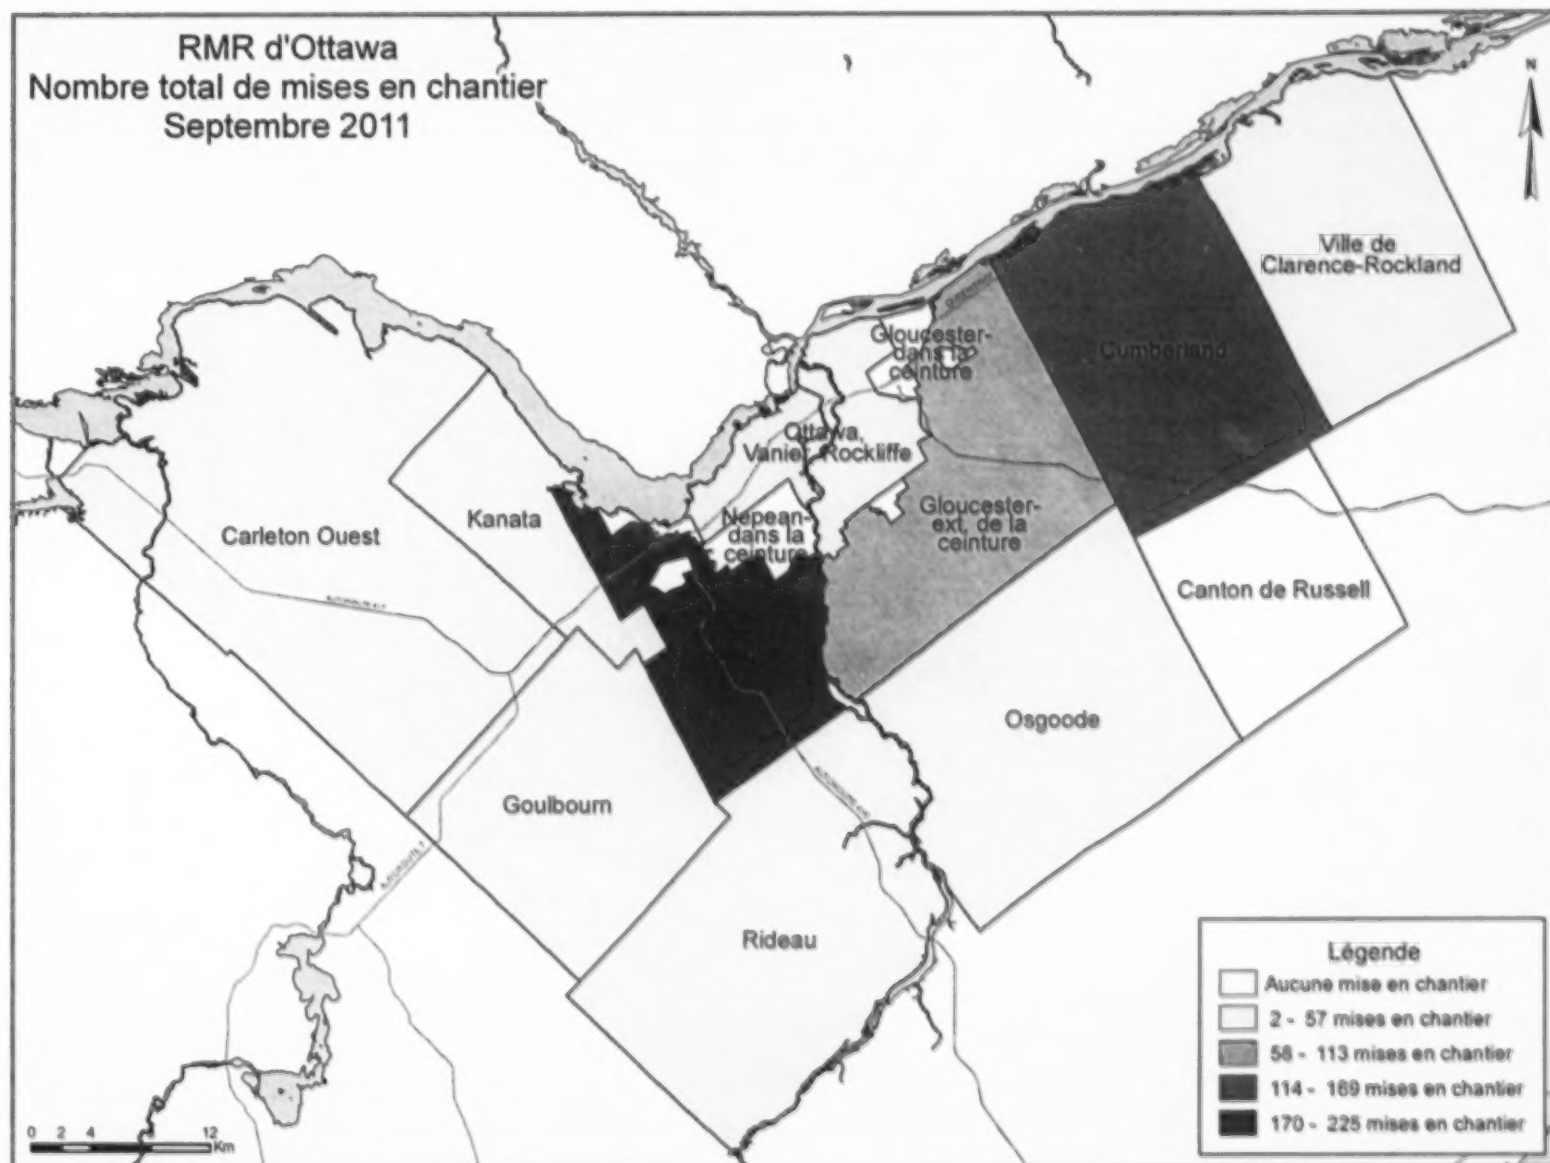 RMR d'Ottawa
Nombre total de mises en chantier
Septembre 2011
N
Ville de
Clarence-Rockland
Cumberland
Gloucester-
dans la
ceinture
Ottawa,
Vanier, Rockliffe
Nepean-
dans la
ceinture
Gloucester-
ext, de la
ceinture
Kanata
Carleton Ouest
Canton de Russell
Osgoode
Goulbourn
Rideau
AUTOROUTE 7
Légende
Aucune mise en chantier
2 - 57 mises en chantier
58 - 113 mises en chantier
114 - 169 mises en chantier
170 - 225 mises en chantier
0 2 4 8 12
Km